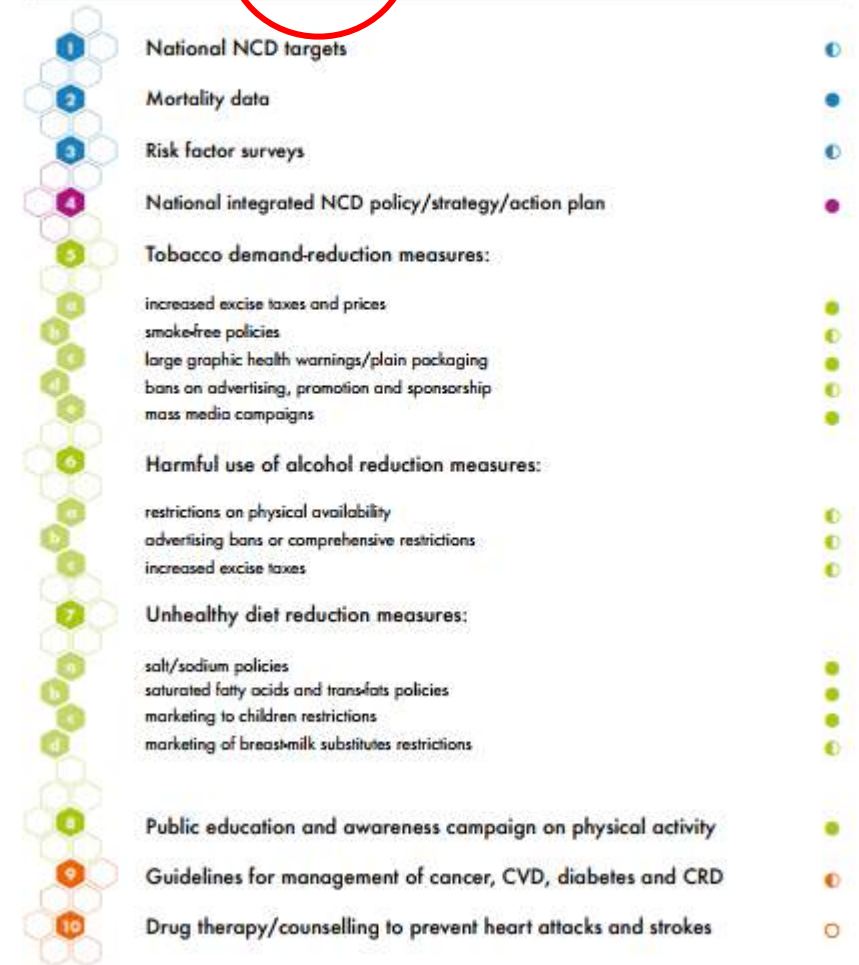 1 National NCD targets
2 Mortality data
3 Risk factor surveys
4 National integrated NCD policy/strategy/action plan
5 Tobacco demand-reduction measures:
a increased excise taxes and prices
b smoke-free policies
c large graphic health warnings/plain packaging
d bans on advertising, promotion and sponsorship
e mass media campaigns
6 Harmful use of alcohol reduction measures:
a restrictions on physical availability
b advertising bans or comprehensive restrictions
c increased excise taxes
7 Unhealthy diet reduction measures:
a salt/sodium policies
b saturated fatty acids and trans-fats policies
c marketing to children restrictions
d marketing of breast-milk substitutes restrictions
8 Public education and awareness campaign on physical activity
9 Guidelines for management of cancer, CVD, diabetes and CRD
10 Drug therapy/counselling to prevent heart attacks and strokes